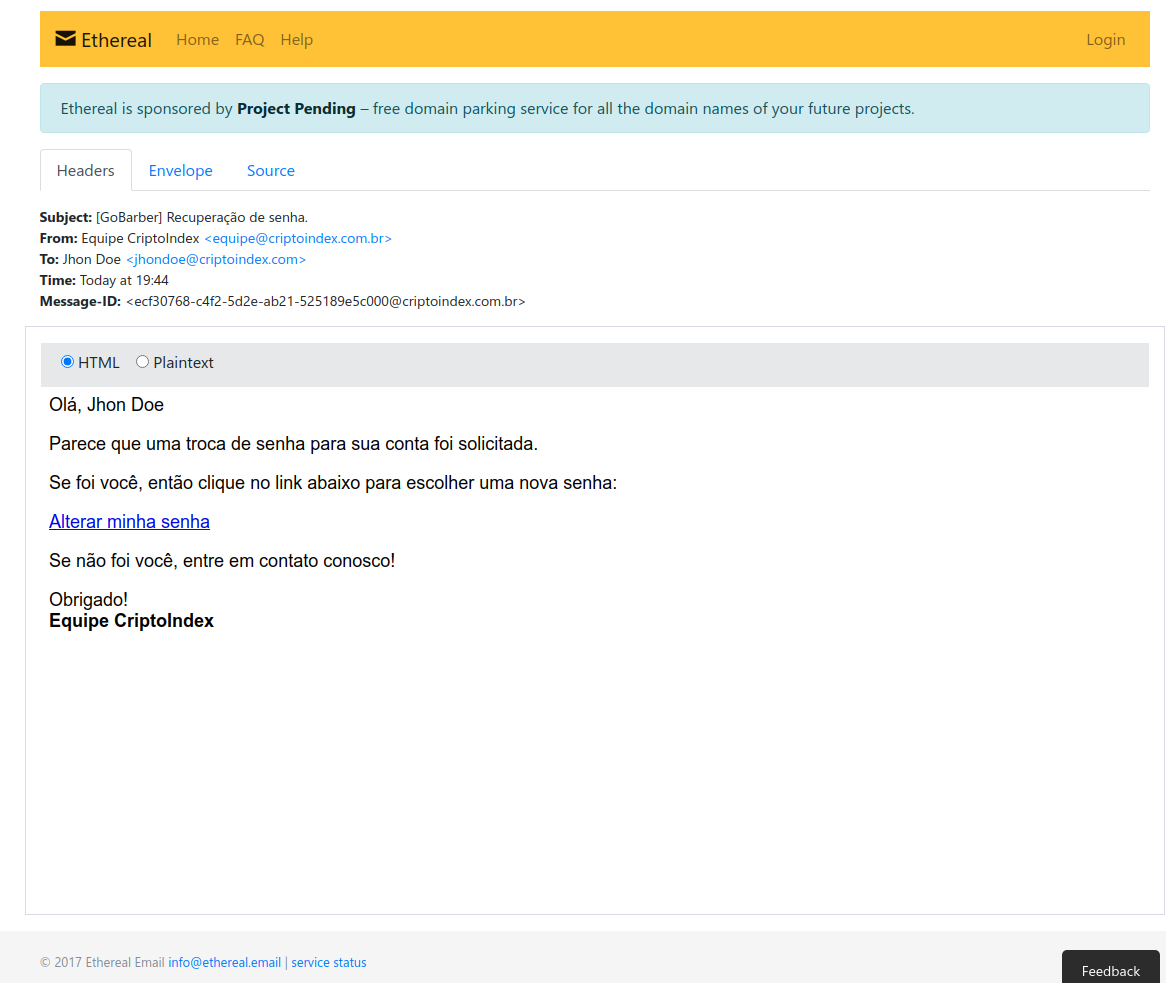 Ethereal Home FAQ Help Login
Ethereal is sponsored by Project Pending – free domain parking service for all the domain names of your future projects.
Headers Envelope Source
Subject: [GoBarber] Recuperação de senha.
From: Equipe CriptoIndex <equipe@criptoindex.com.br>
To: Jhon Doe <jhondoe@criptoindex.com>
Time: Today at 19:44
Message-ID: <ecf30768-c4f2-5d2e-ab21-525189e5c000@criptoindex.com.br>
HTML Plaintext
Olá, Jhon Doe
Parece que uma troca de senha para sua conta foi solicitada.
Se foi você, então clique no link abaixo para escolher uma nova senha:
Alterar minha senha
Se não foi você, entre em contato conosco!
Obrigado!
Equipe CriptoIndex
© 2017 Ethereal Email info@ethereal.email | service status
Feedback